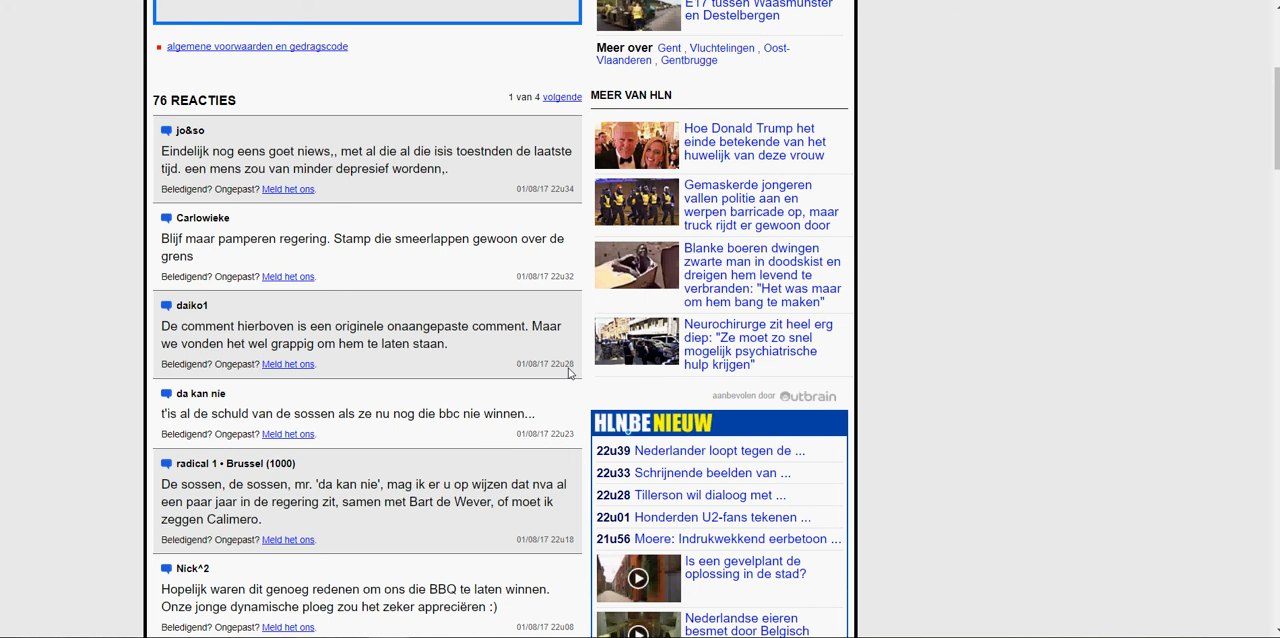 algemene voorwaarden en gedragscode
76 REACTIES
1 van 4 volgende
jo&so
Eindelijk nog eens goet niews,, met al die al die isis toestnden de laatste
tijd. een mens zou van minder depresief wordenn,.
Beledigend? Ongepast? Meld het ons.
01/08/17 22u34
Carlowieke
Blijf maar pamperen regering. Stamp die smeerlappen gewoon over de
grens
Beledigend? Ongepast? Meld het ons.
01/08/17 22u32
daiko1
De comment hierboven is een originele onaangepaste comment. Maar
we vonden het wel grappig om hem te laten staan.
Beledigend? Ongepast? Meld het ons.
01/08/17 22u28
da kan nie
t'is al de schuld van de sossen als ze nu nog die bbc nie winnen...
Beledigend? Ongepast? Meld het ons.
01/08/17 22u23
radical 1 • Brussel (1000)
De sossen, de sossen, mr. 'da kan nie', mag ik er u op wijzen dat nva al
een paar jaar in de regering zit, samen met Bart de Wever, of moet ik
zeggen Calimero.
Beledigend? Ongepast? Meld het ons.
01/08/17 22u18
Nick^2
Hopelijk waren dit genoeg redenen om ons die BBQ te laten winnen.
Onze jonge dynamische ploeg zou het zeker appreciëren :)
Beledigend? Ongepast? Meld het ons.
01/08/17 22u08
E17 tussen Waasmunster
en Destelbergen
Meer over Gent , Vluchtelingen , Oost-
Vlaanderen , Gentbrugge
MEER VAN HLN
Hoe Donald Trump het
einde betekende van het
huwelijk van deze vrouw
Gemaskerde jongeren
vallen politie aan en
werpen barricade op, maar
truck rijdt er gewoon door
Blanke boeren dwingen
zwarte man in doodskist en
dreigen hem levend te
verbranden: "Het was maar
om hem bang te maken"
Neurochirurge zit heel erg
diep: "Ze moet zo snel
mogelijk psychiatrische
hulp krijgen"
aanbevolen door Outbrain
HLN.BE NIEUW
22u39 Nederlander loopt tegen de ...
22u33 Schrijnende beelden van ...
22u28 Tillerson wil dialoog met ...
22u01 Honderden U2-fans tekenen ...
21u56 Moere: Indrukwekkend eerbetoon ...
Is een gevelplant de
oplossing in de stad?
Nederlandse eieren
besmet door Belgisch